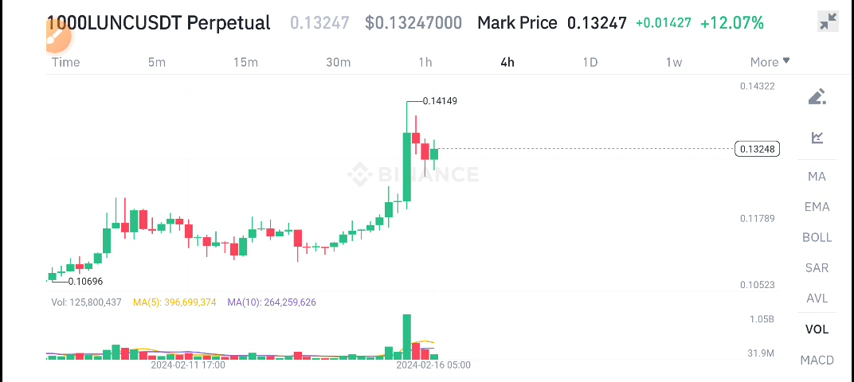 1000LUNCUSDT Perpetual 0.13247 $0.13247000 Mark Price 0.13247 +0.01427 +12.07%
Time 5m 15m 30m 1h 4h 1D 1w More
0.14322
0.14149
0.13248
BINANCE
MA
EMA
0.11789
BOLL
SAR
0.10696
0.10523
AVL
Vol: 125,800,437 MA(5): 396,699,374 MA(10): 264,259,626
1.05B
VOL
31.9M
MACD
2024-02-11 17:00 2024-02-16 05:00